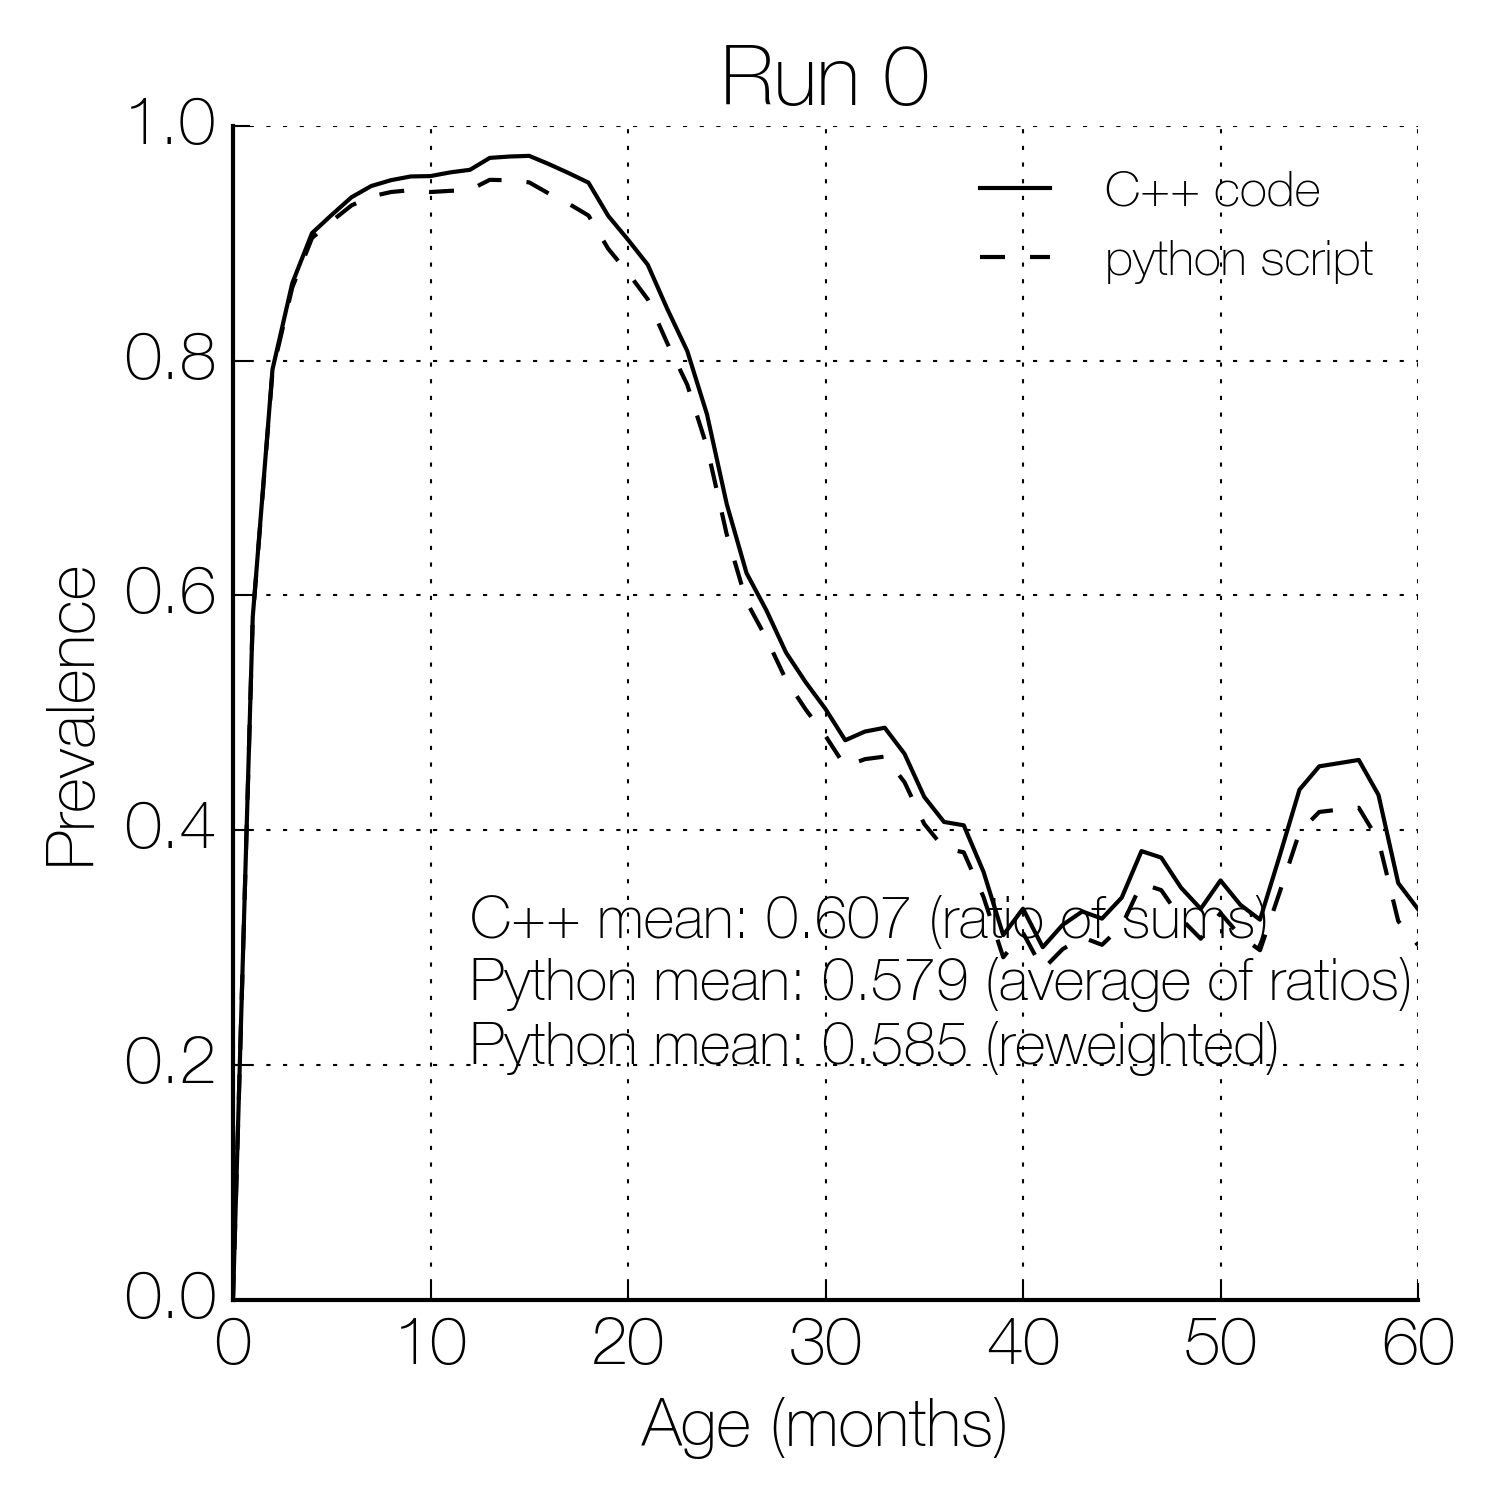 Run 0
1.0
0.8
0.6
0.4
0.2
0.0
Prevalence
C++ code
python script
C++ mean: 0.607 (ratio of sums)
Python mean: 0.579 (average of ratios)
Python mean: 0.585 (reweighted)
0 10 20 30 40 50 60
Age (months)